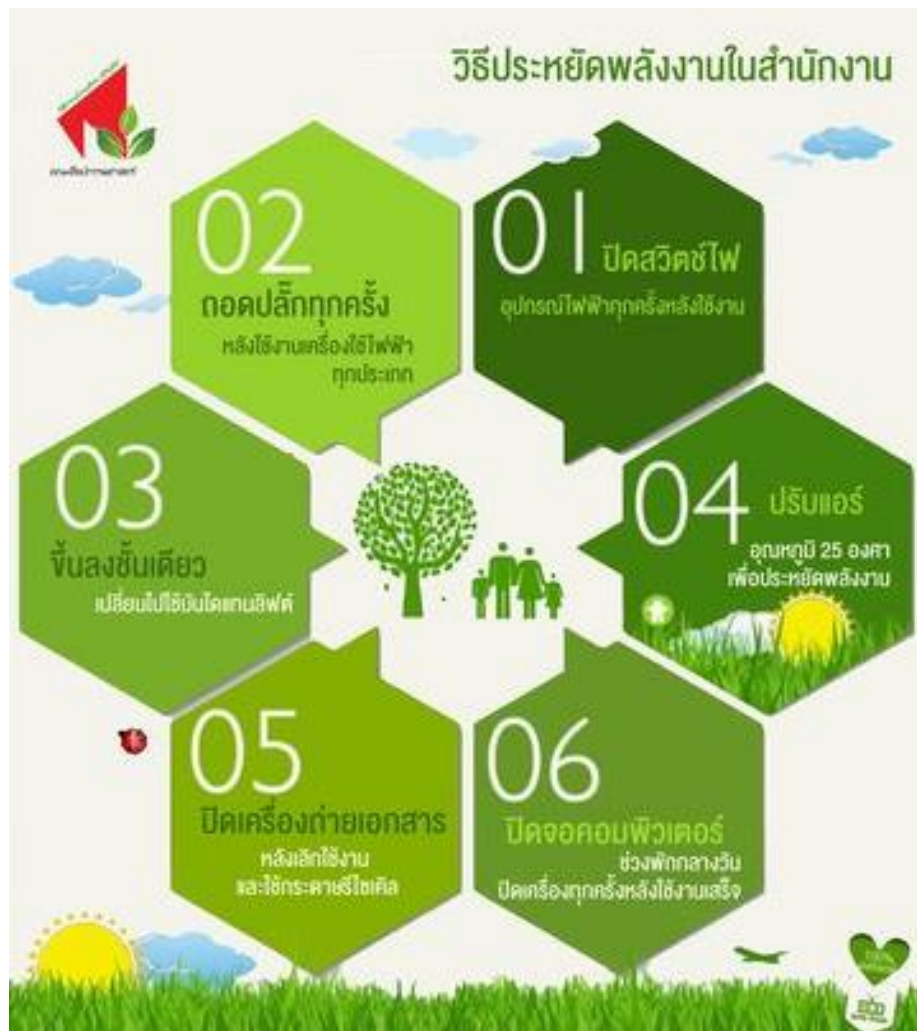 วิธีประหยัดพลังงานในสำนักงาน
01
ปิดสวิตช์ไฟ
อุปกรณ์ไฟฟ้าทุกครั้งหลังใช้งาน
02
ถอดปลั๊กทุกครั้ง
หลังใช้งานเครื่องใช้ไฟฟ้า
ทุกประเภท
03
ขึ้นลงชั้นเดียว
เปลี่ยนไปใช้บันไดแทนลิฟต์
04
ปรับแอร์
อุณหภูมิ 25 องศา
เพื่อประหยัดพลังงาน
05
ปิดเครื่องถ่ายเอกสาร
หลังเลิกใช้งาน
และใช้กระดาษรีไซเคิล
06
ปิดจอคอมพิวเตอร์
ช่วงพักกลางวัน
ปิดเครื่องทุกครั้งหลังใช้งานเสร็จ